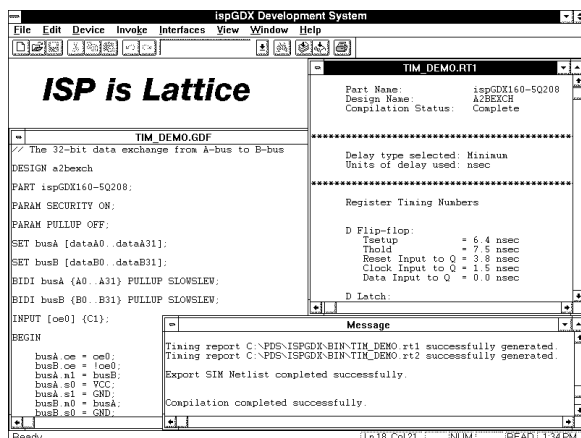 ispGDX Development System
File Edit Device Invoke Interfaces View Window Help
ISP is Lattice
TIM_DEMO.GDF
// The 32-bit data exchange from A-bus to B-bus
DESIGN a2bexch
PART ispGDX160-5Q208;
PARAM SECURITY ON;
PARAM PULLUP OFF;
SET busA [dataA0..dataA31];
SET busB [dataB0..dataB31];
BIDI busA {A0..A31} PULLUP SLOWSLEW;
BIDI busB {B0..B31} PULLUP SLOWSLEW;
INPUT [oe0] {C1};
BEGIN
busA.oe = oe0;
busB.oe = !oe0;
busA.m1 = busB;
busA.s0 = VCC;
busA.s1 = GND;
busB.m0 = busA;
busB.s0 = GND;
TIM_DEMO.RT1
Part Name: ispGDX160-5Q208
Design Name: A2BEXCH
Compilation Status: Complete
****************************************
Delay type selected: Minimum
Units of delay used: nsec
****************************************
Register Timing Numbers
D Flip-flop:
Tsetup = 6.4 nsec
Thold = 7.5 nsec
Reset Input to Q = 3.8 nsec
Clock Input to Q = 1.5 nsec
Data Input to Q = 0.0 nsec
D Latch:
Message
Timing report C:\PDS\ISPGDX\BIN\TIM_DEMO.rt1 successfully generated.
Timing report C:\PDS\ISPGDX\BIN\TIM_DEMO.rt2 successfully generated.
Export SIM Netlist completed successfully.
Compilation completed successfully.
Ready Ln 18, Col 21 NUM READ 1:34 PM